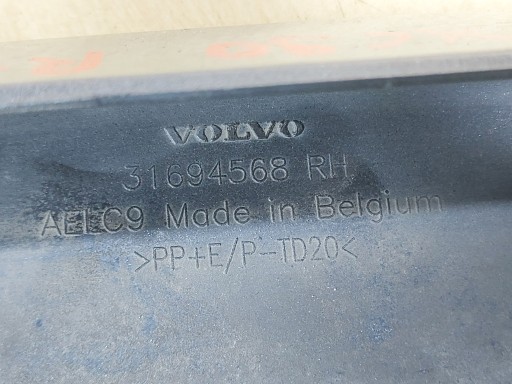 VOLVO
31694568 RH
AELC9 Made in Belgium
>PP+E/P-TD20<